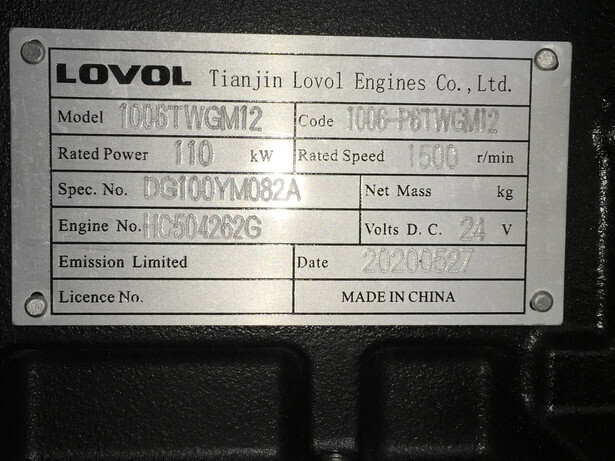 LOVOL Tianjin Lovol Engines Co., Ltd.
Model 1006TWGM12 Code 1006-P6TWGM12
Rated Power 110 kW Rated Speed 1500 r/min
Spec. No. DG100YM082A Net Mass kg
Engine No. HC504262G Volts D. C. 24 V
Emission Limited Date 20200527
Licence No. MADE IN CHINA